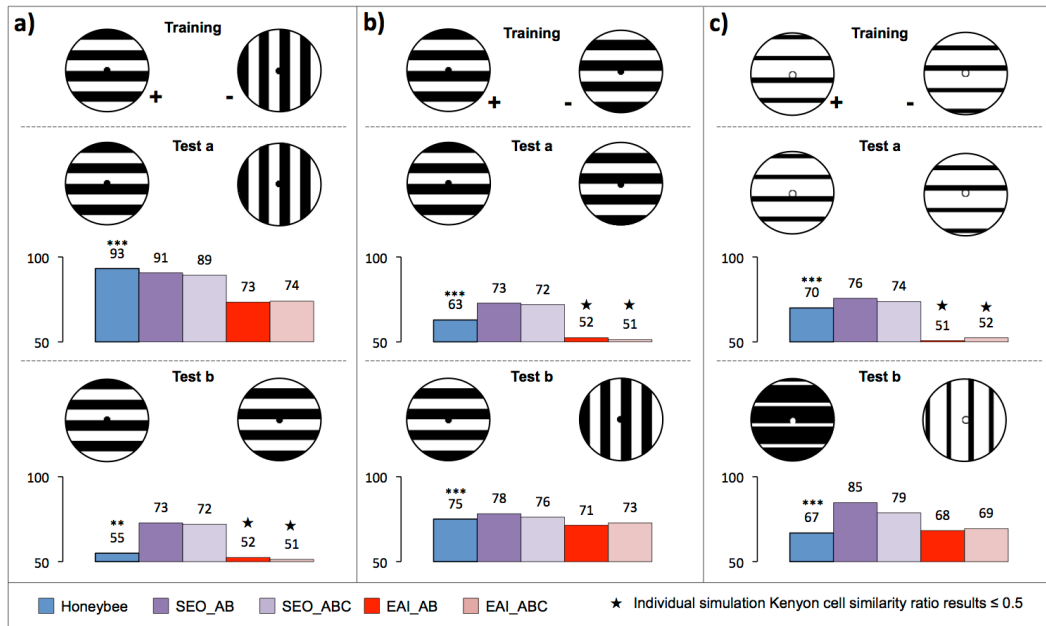 a) b) c)
Training Training Training
+ - + - + -
Test a Test a Test a
100 *** 93 91 89 73 74 50
100 *** 63 73 72 ★ 52 ★ 51 50
100 *** 70 76 74 ★ 51 ★ 52 50
Test b Test b Test b
100 ** 55 73 72 ★ 52 ★ 51 50
100 *** 75 78 76 71 73 50
100 *** 67 85 79 68 69 50
Honeybee SEO_AB SEO_ABC EAI_AB EAI_ABC ★ Individual simulation Kenyon cell similarity ratio results ≤ 0.5